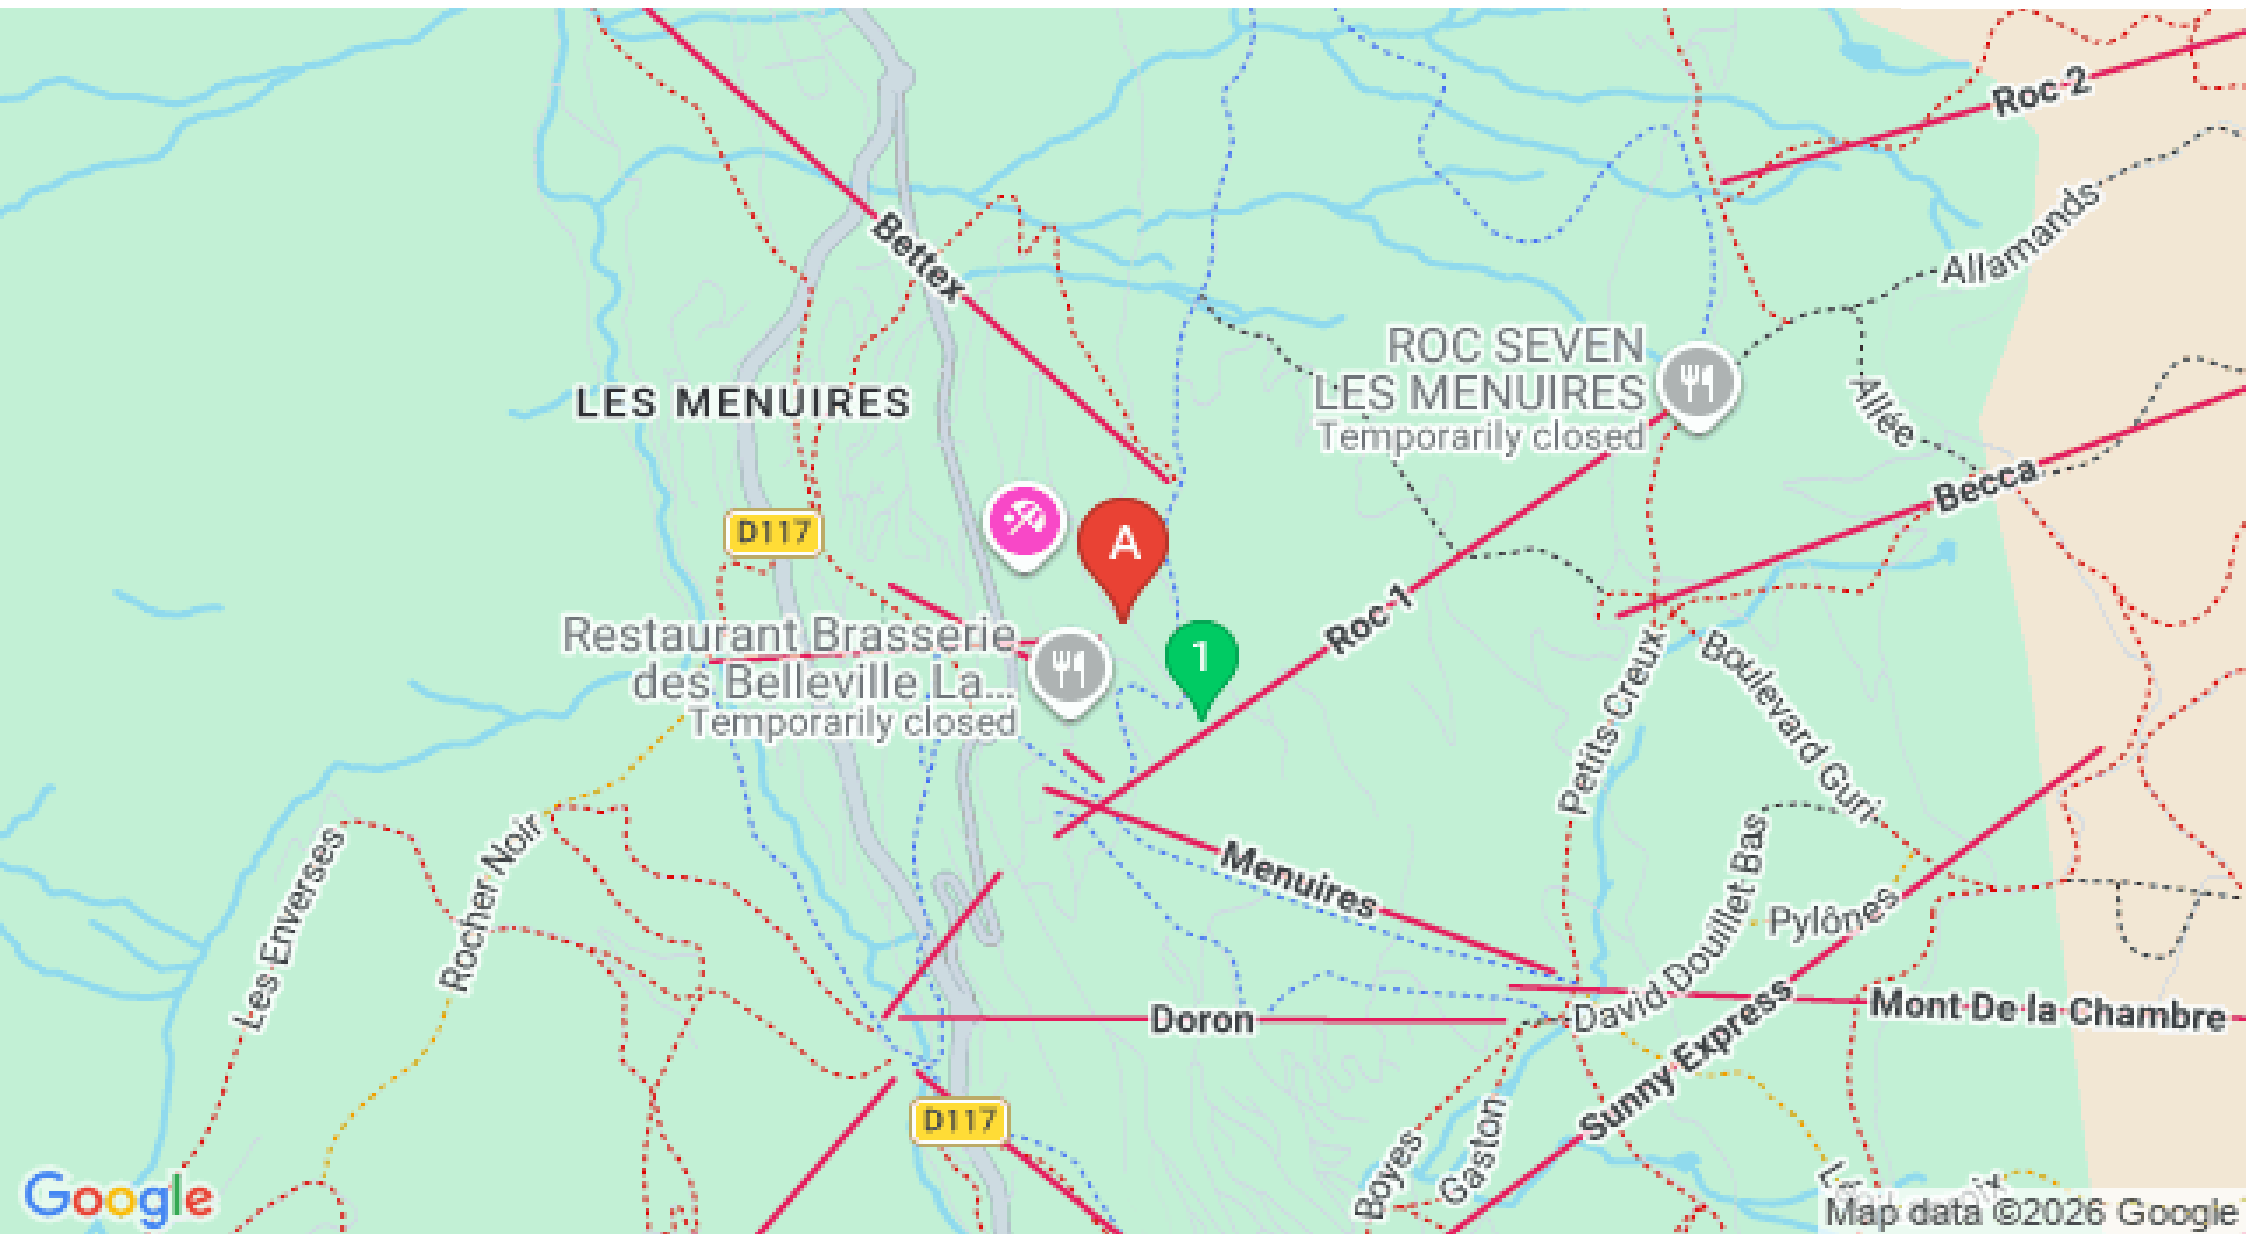 Roc 2
Allamands
Bettex
ROC SEVEN
LES MENUIRES
Temporarily closed
Allée
LES MENUIRES
Becca
D117
A
Roc 1
1
Restaurant Brasserie
des Belleville La...
Temporarily closed
Petits Creux
Boulevard Guri
Menuires
Les Enverses
Rocher Noir
David Douillet Bas
Pylônes
Doron
Mont De la Chambre
Sunny Express
D117
Boyes
Gaston
Google
Map data ©2026 Google